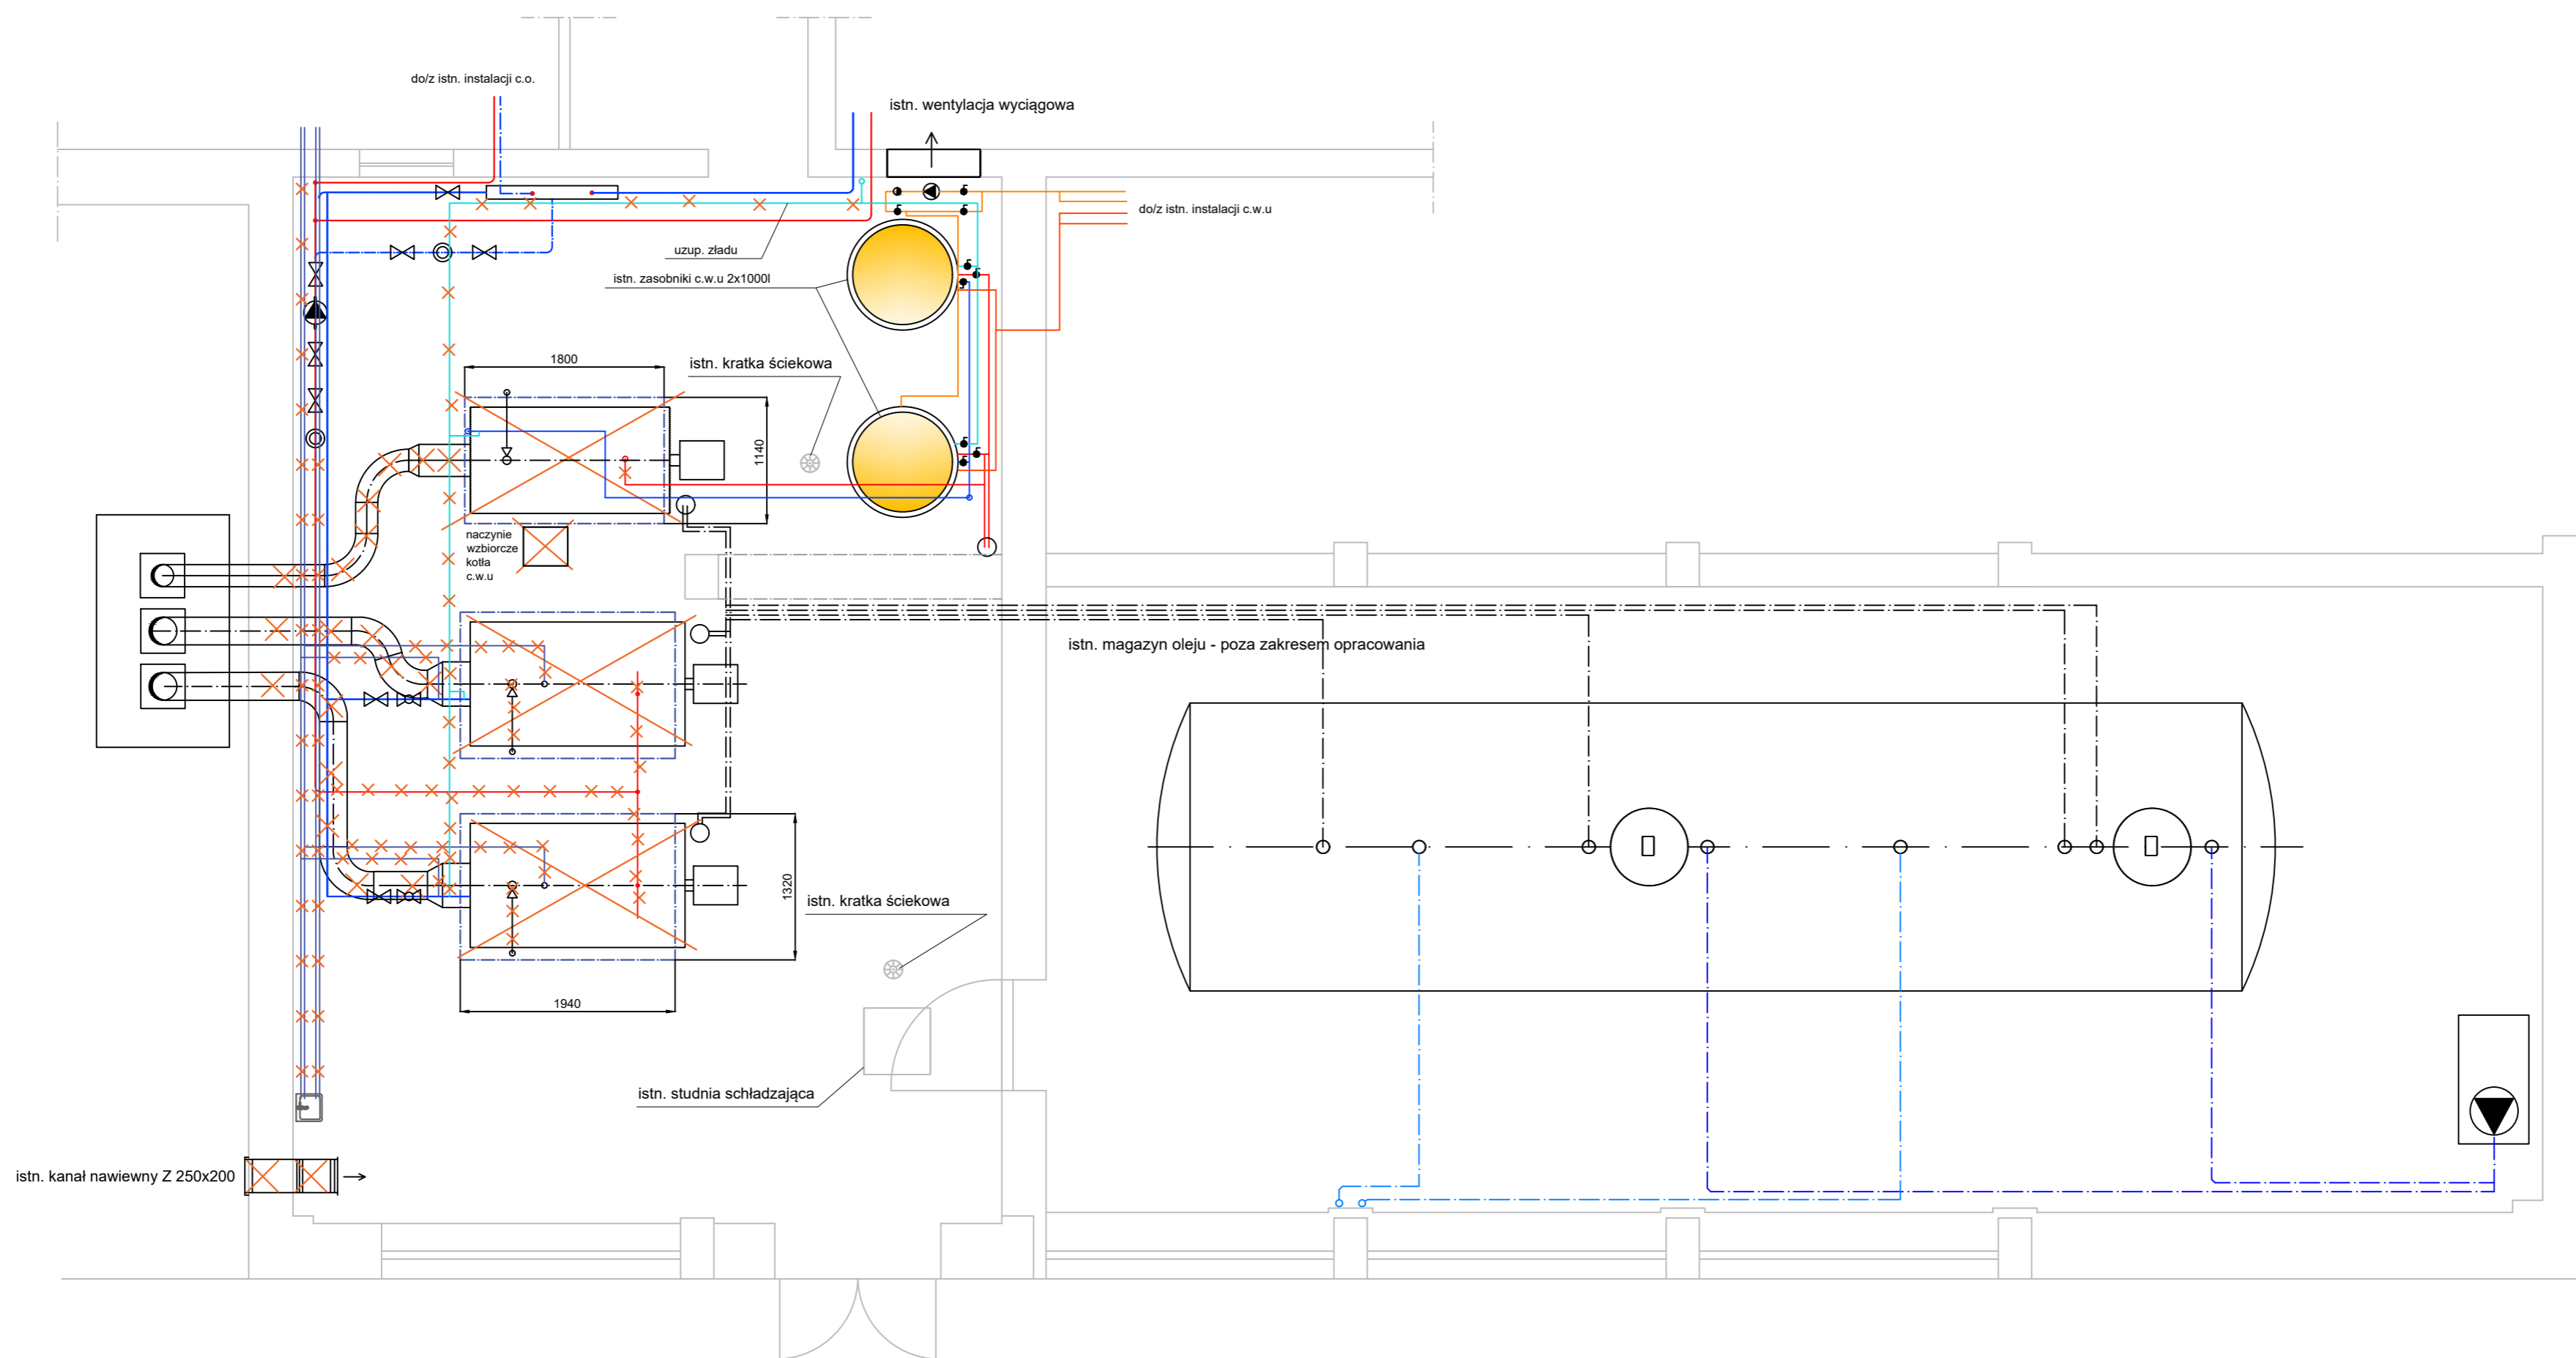 do/z istn. instalacji c.o.
istn. wentylacja wyciągowa
do/z istn. instalacji c.w.u
uzup. zładu
istn. zasobniki c.w.u 2x1000l
1800
istn. kratka ściekowa
1140
naczynie
wzbiorcze
kotła
c.w.u
istn. magazyn oleju - poza zakresem opracowania
1320
istn. kratka ściekowa
1940
istn. studnia schładzająca
istn. kanał nawiewny Z 250x200